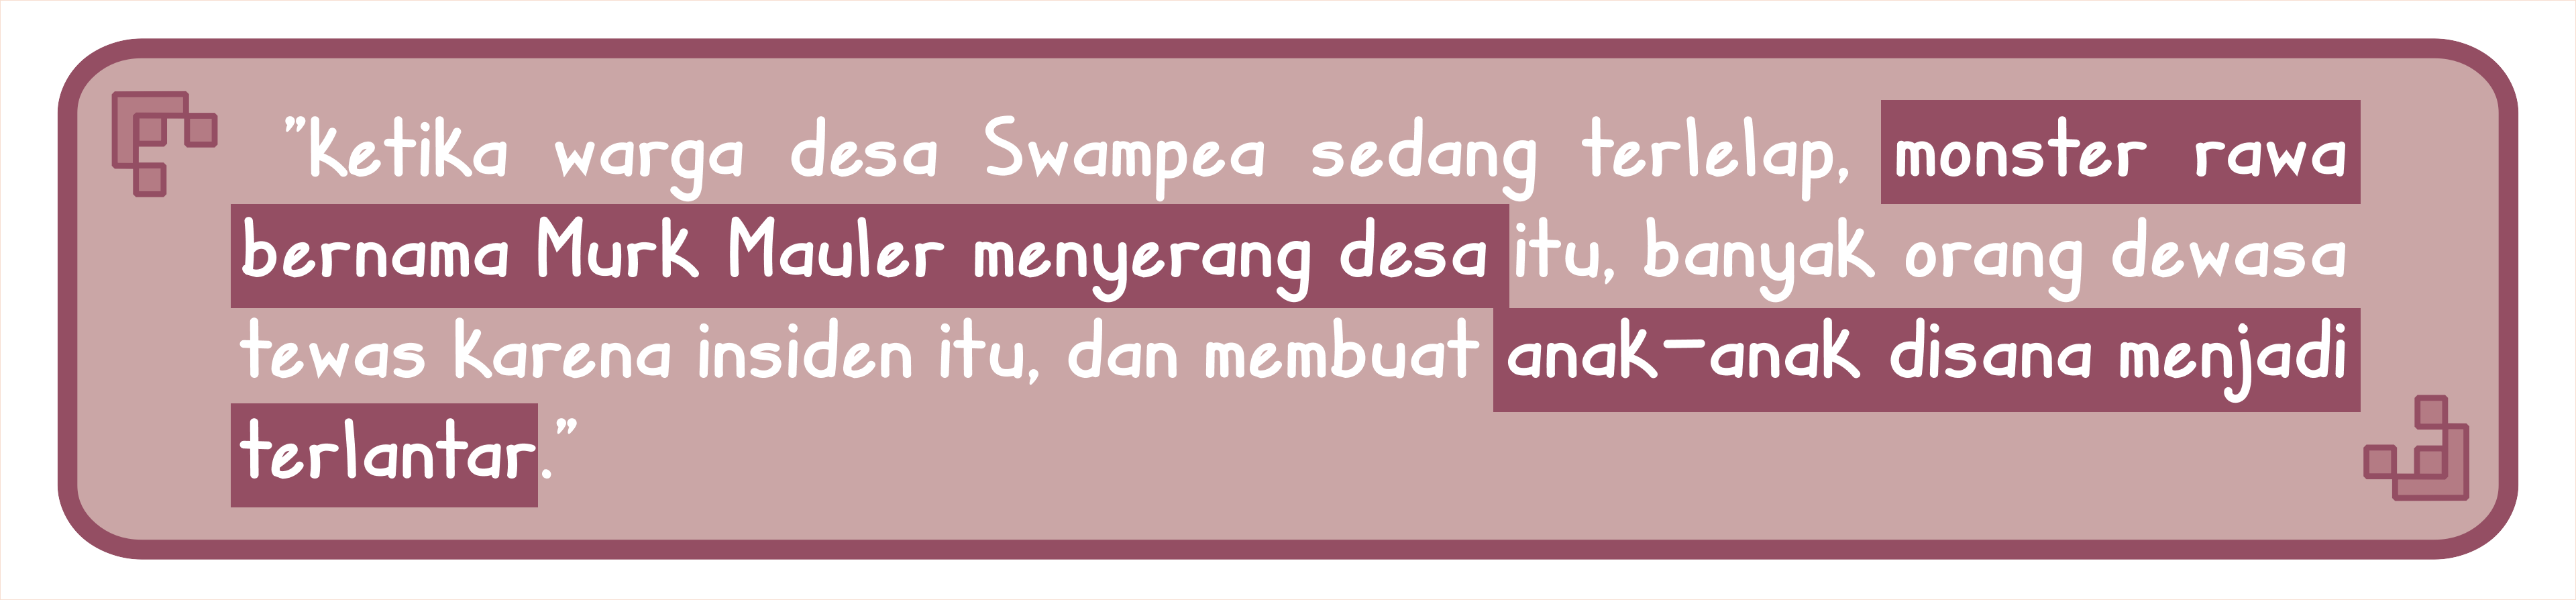 "Ketika warga desa Swampea sedang terlelap, monster rawa
bernama Murk Mauler menyerang desa itu, banyak orang dewasa
tewas karena insiden itu, dan membuat anak-anak disana menjadi
terlantar."